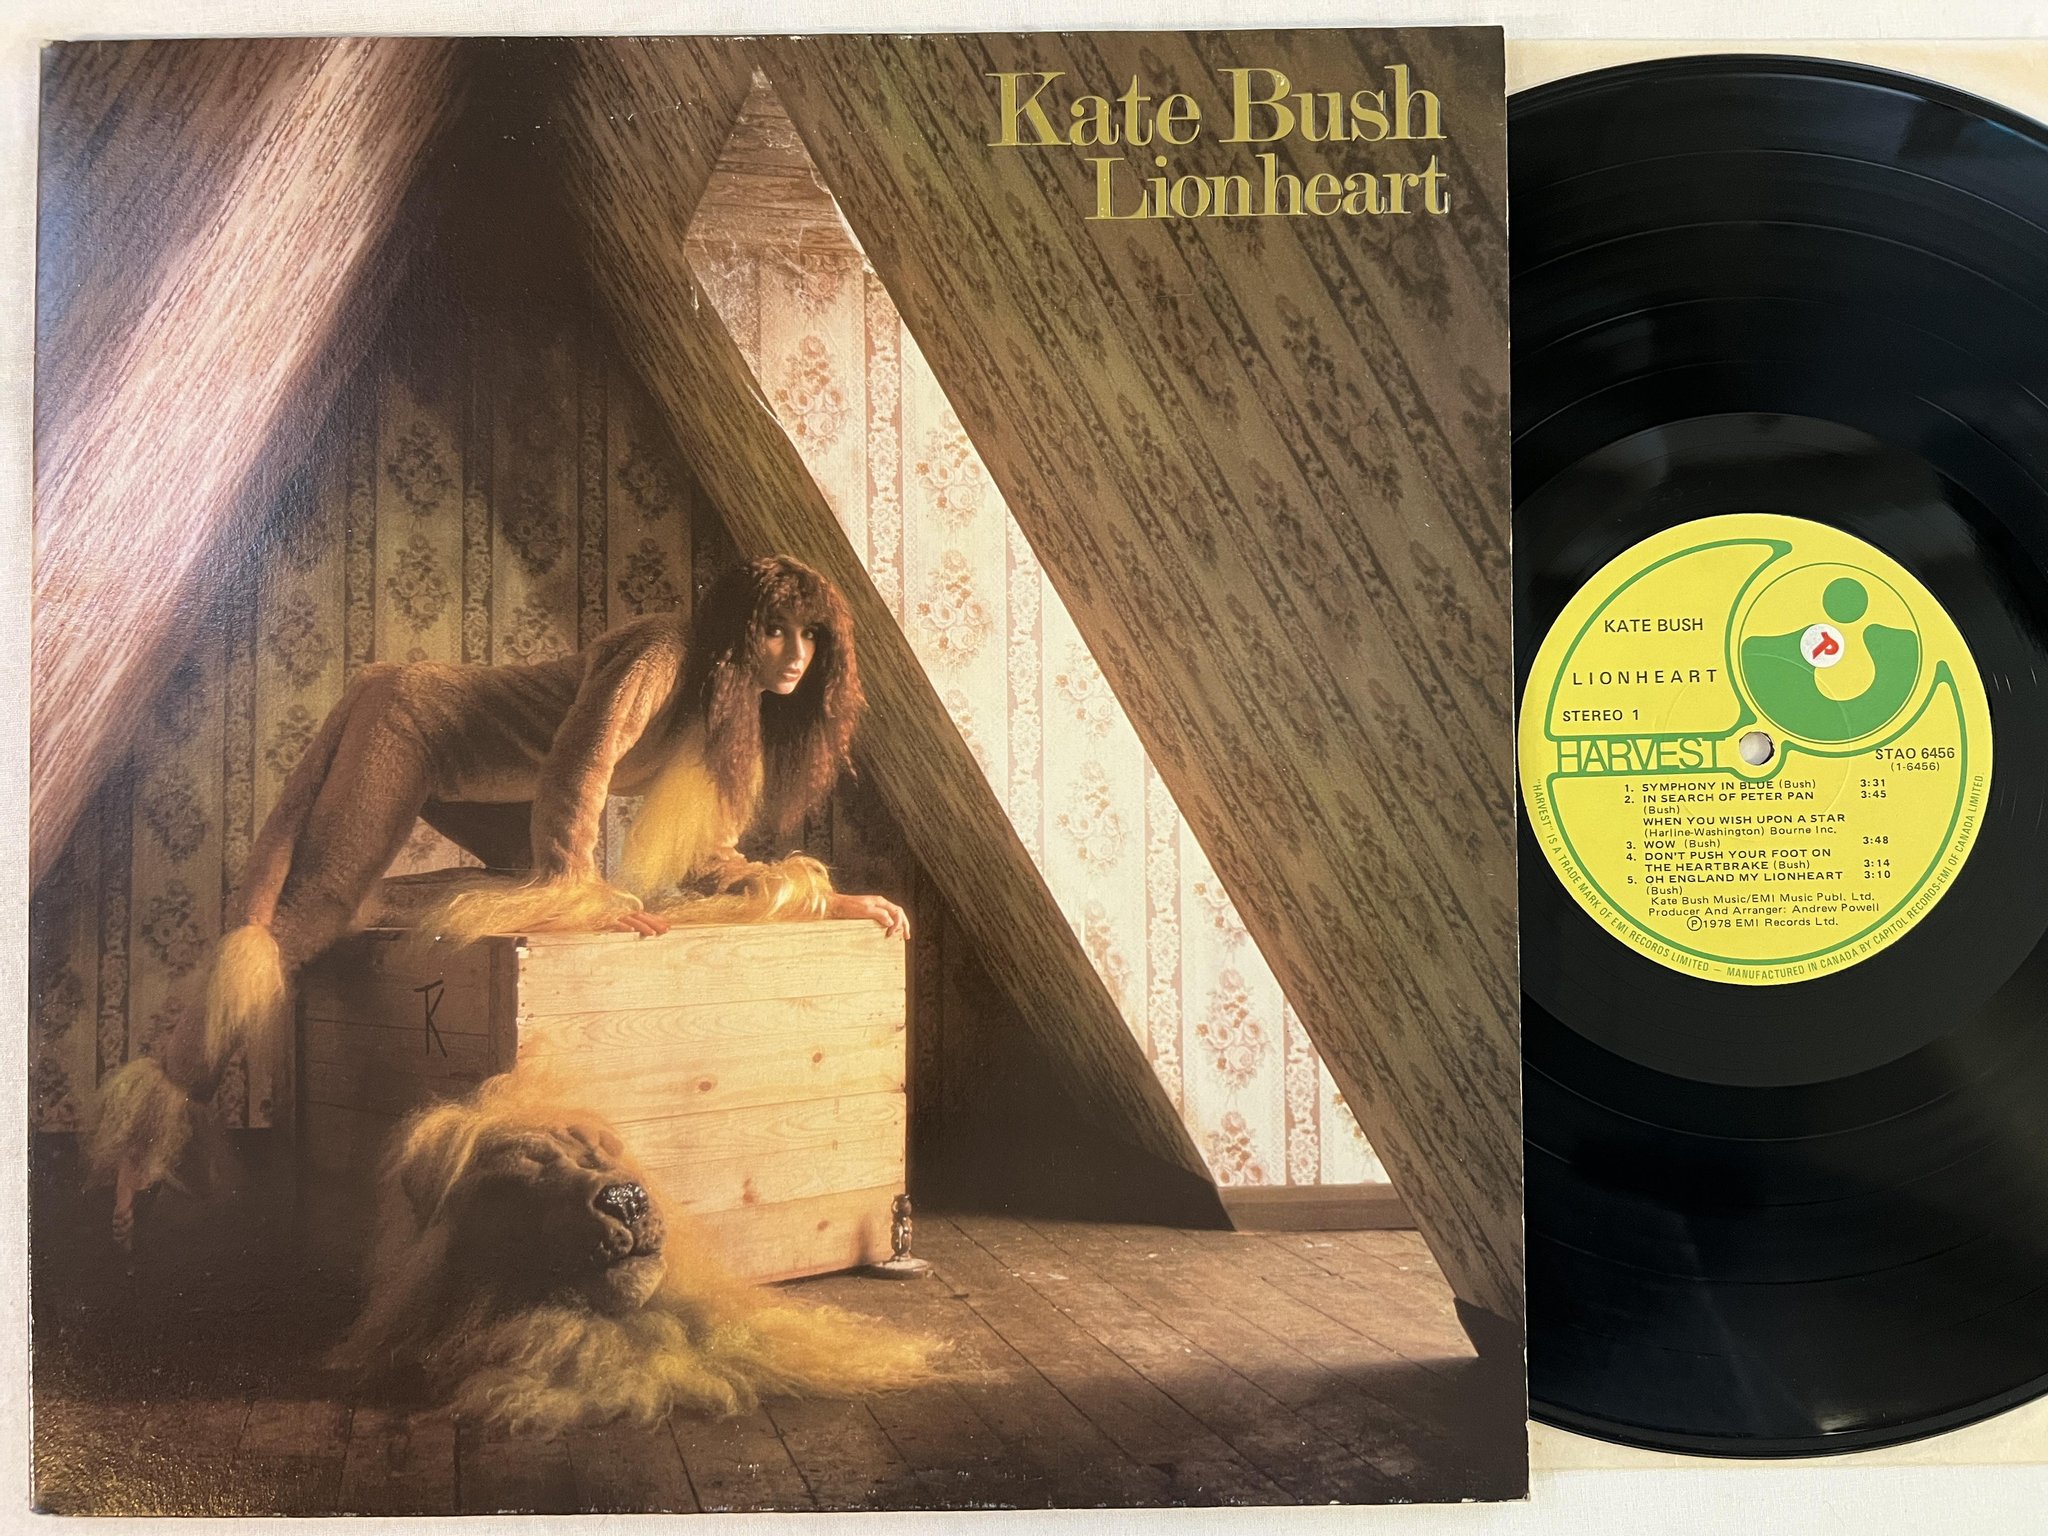 Kate Bush
Lionheart
TK
KATE BUSH
LIONHEART
STEREO 1
P
HARVEST
STAO 6456
(1-6456)
1. SYMPHONY IN BLUE (Bush) 3:31
2. IN SEARCH OF PETER PAN 3:45
(Bush)
WHEN YOU WISH UPON A STAR
(Harline-Washington) Bourne Inc.
3. WOW (Bush) 3:48
4. DON'T PUSH YOUR FOOT ON
THE HEARTBRAKE (Bush) 3:14
5. OH ENGLAND MY LIONHEART 3:10
(Bush)
Kate Bush Music/EMI Music Publ. Ltd.
Producer And Arranger: Andrew Powell
Ⓟ1978 EMI Records Ltd.
"HARVEST" IS A TRADE MARK OF EMI RECORDS LIMITED — MANUFACTURED IN CANADA BY CAPITOL RECORDS-EMI OF CANADA LIMITED.